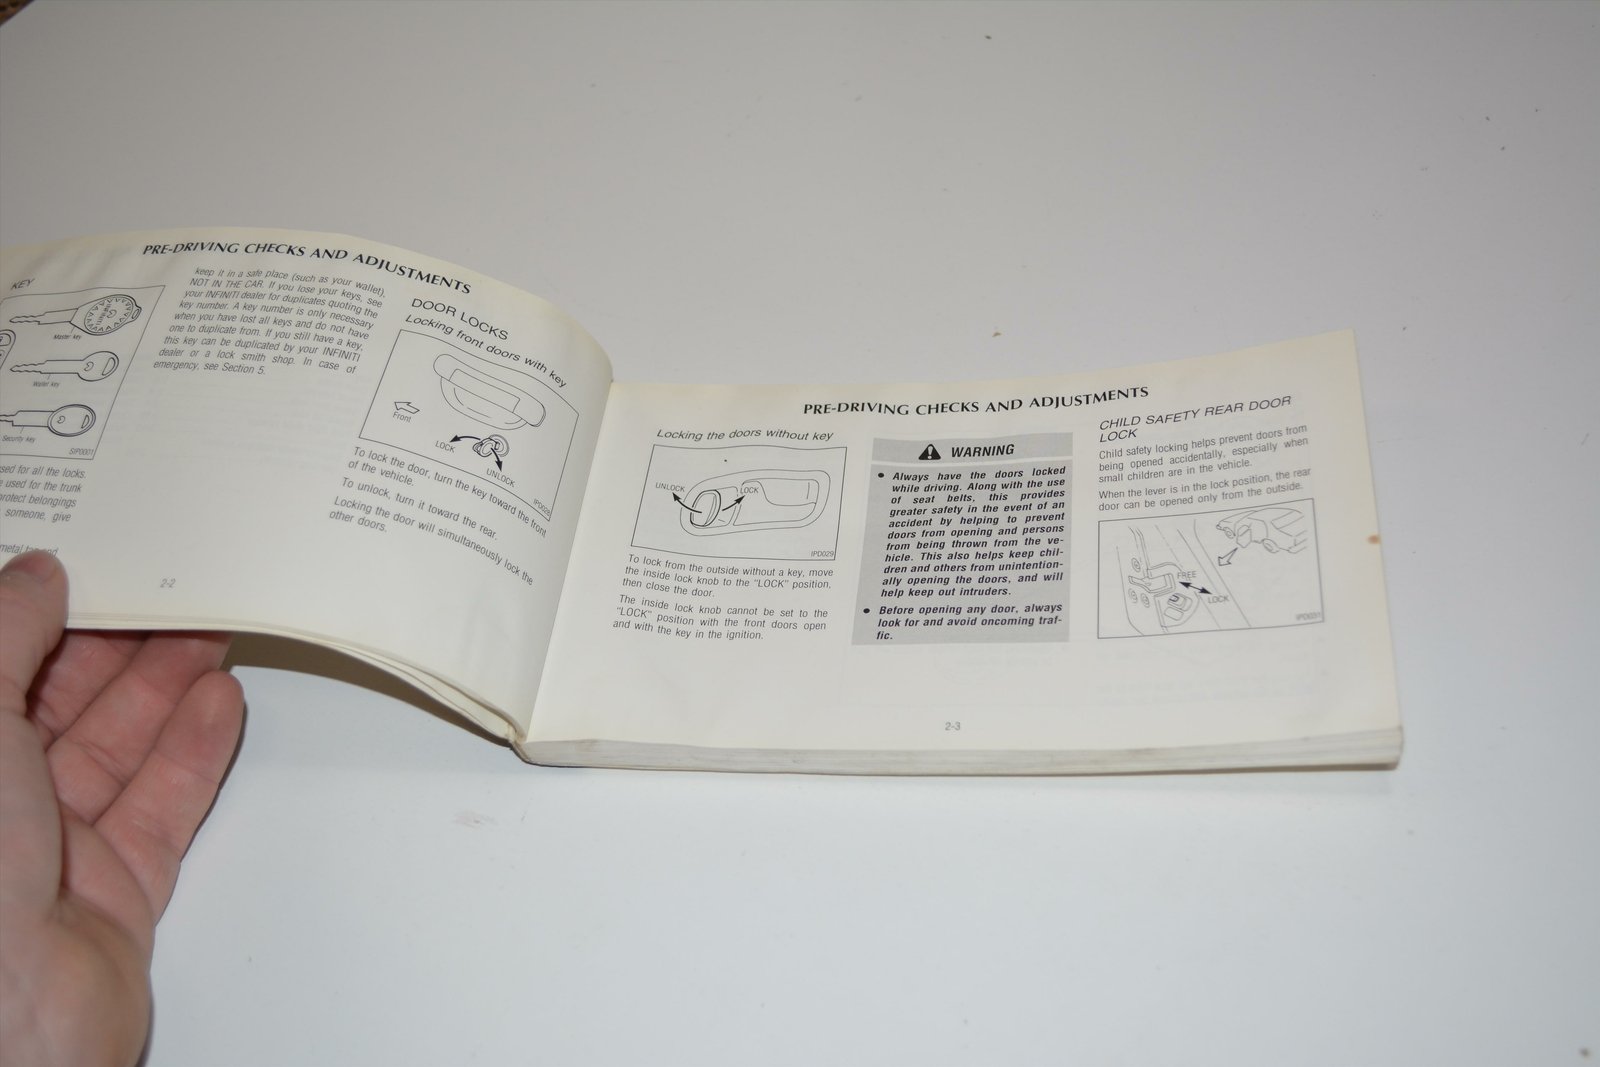 PRE-DRIVING CHECKS AND ADJUSTMENTS
KEY
Master key
Wallet key
Security key
SIP0001
used for all the locks.
used for the trunk
protect belongings
someone, give
metal tag and
keep it in a safe place (such as your wallet),
NOT IN THE CAR. If you lose your keys, see
your INFINITI dealer for duplicates quoting the
key number. A key number is only necessary
when you have lost all keys and do not have
one to duplicate from. If you still have a key,
this key can be duplicated by your INFINITI
dealer or a lock smith shop. In case of
emergency, see Section 5.
DOOR LOCKS
Locking front doors with key
Front
LOCK
UNLOCK
IPD028
To lock the door, turn the key toward the front
of the vehicle.
To unlock, turn it toward the rear.
Locking the door will simultaneously lock the
other doors.
2-2
PRE-DRIVING CHECKS AND ADJUSTMENTS
Locking the doors without key
UNLOCK
LOCK
IPD029
To lock from the outside without a key, move
the inside lock knob to the "LOCK" position,
then close the door.
The inside lock knob cannot be set to the
"LOCK" position with the front doors open
and with the key in the ignition.
WARNING
● Always have the doors locked
while driving. Along with the use
of seat belts, this provides
greater safety in the event of an
accident by helping to prevent
doors from opening and persons
from being thrown from the ve-
hicle. This also helps keep chil-
dren and others from unintention-
ally opening the doors, and will
help keep out intruders.
● Before opening any door, always
look for and avoid oncoming traf-
fic.
CHILD SAFETY REAR DOOR
LOCK
Child safety locking helps prevent doors from
being opened accidentally, especially when
small children are in the vehicle.
When the lever is in the lock position, the rear
door can be opened only from the outside.
FREE
LOCK
IPD031
2-3